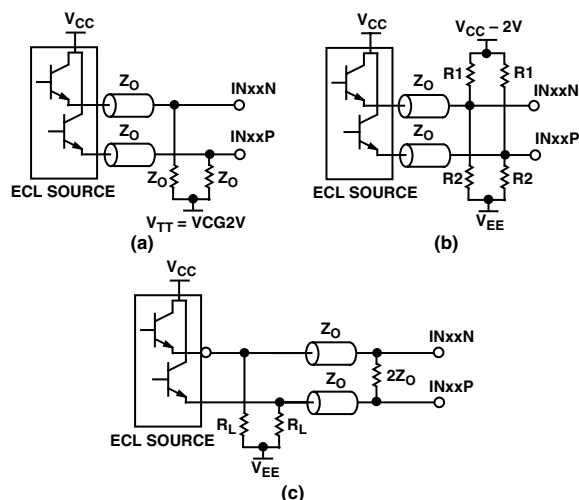 VCC
ZO
INxxN
ZO
INxxP
ECL SOURCE
ZO
ZO
VTT = VCG2V
(a)
VCC
VCC – 2V
R1
R1
ZO
INxxN
ZO
INxxP
ECL SOURCE
R2
R2
VEE
(b)
VCC
ZO
INxxN
2ZO
ZO
INxxP
ECL SOURCE
RL
RL
VEE
(c)